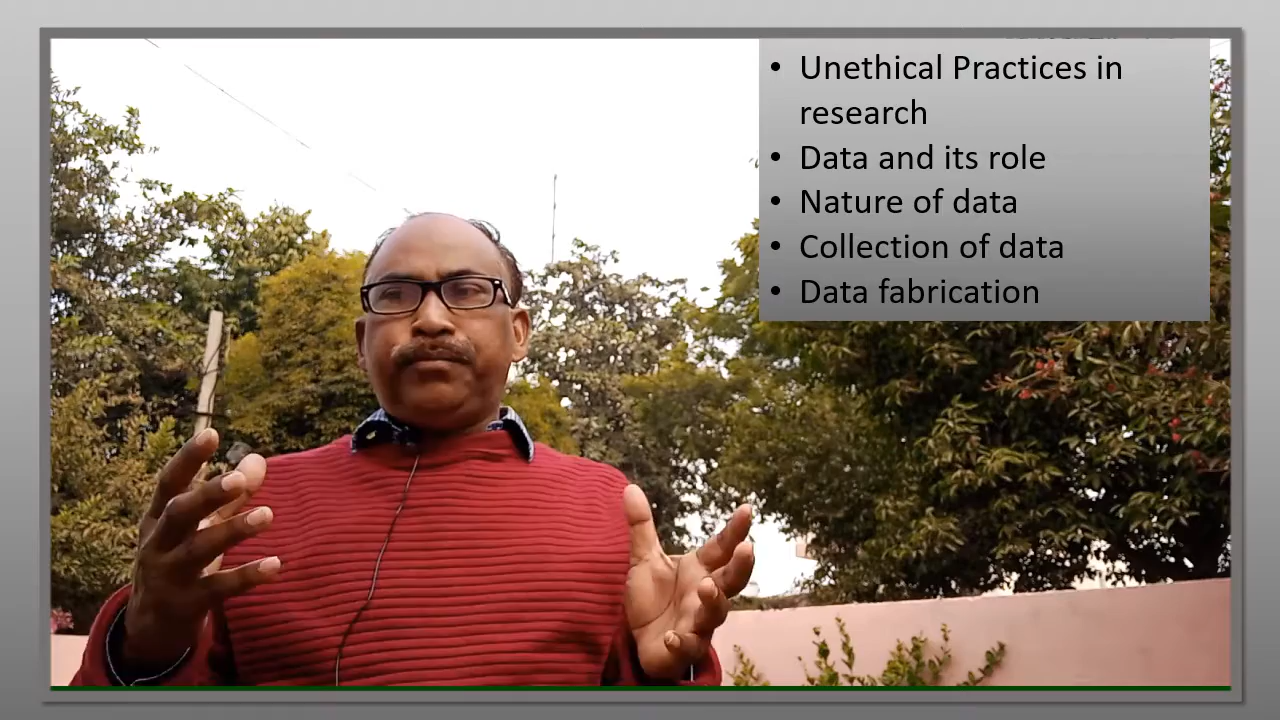 • Unethical Practices in
research
• Data and its role
• Nature of data
• Collection of data
• Data fabrication